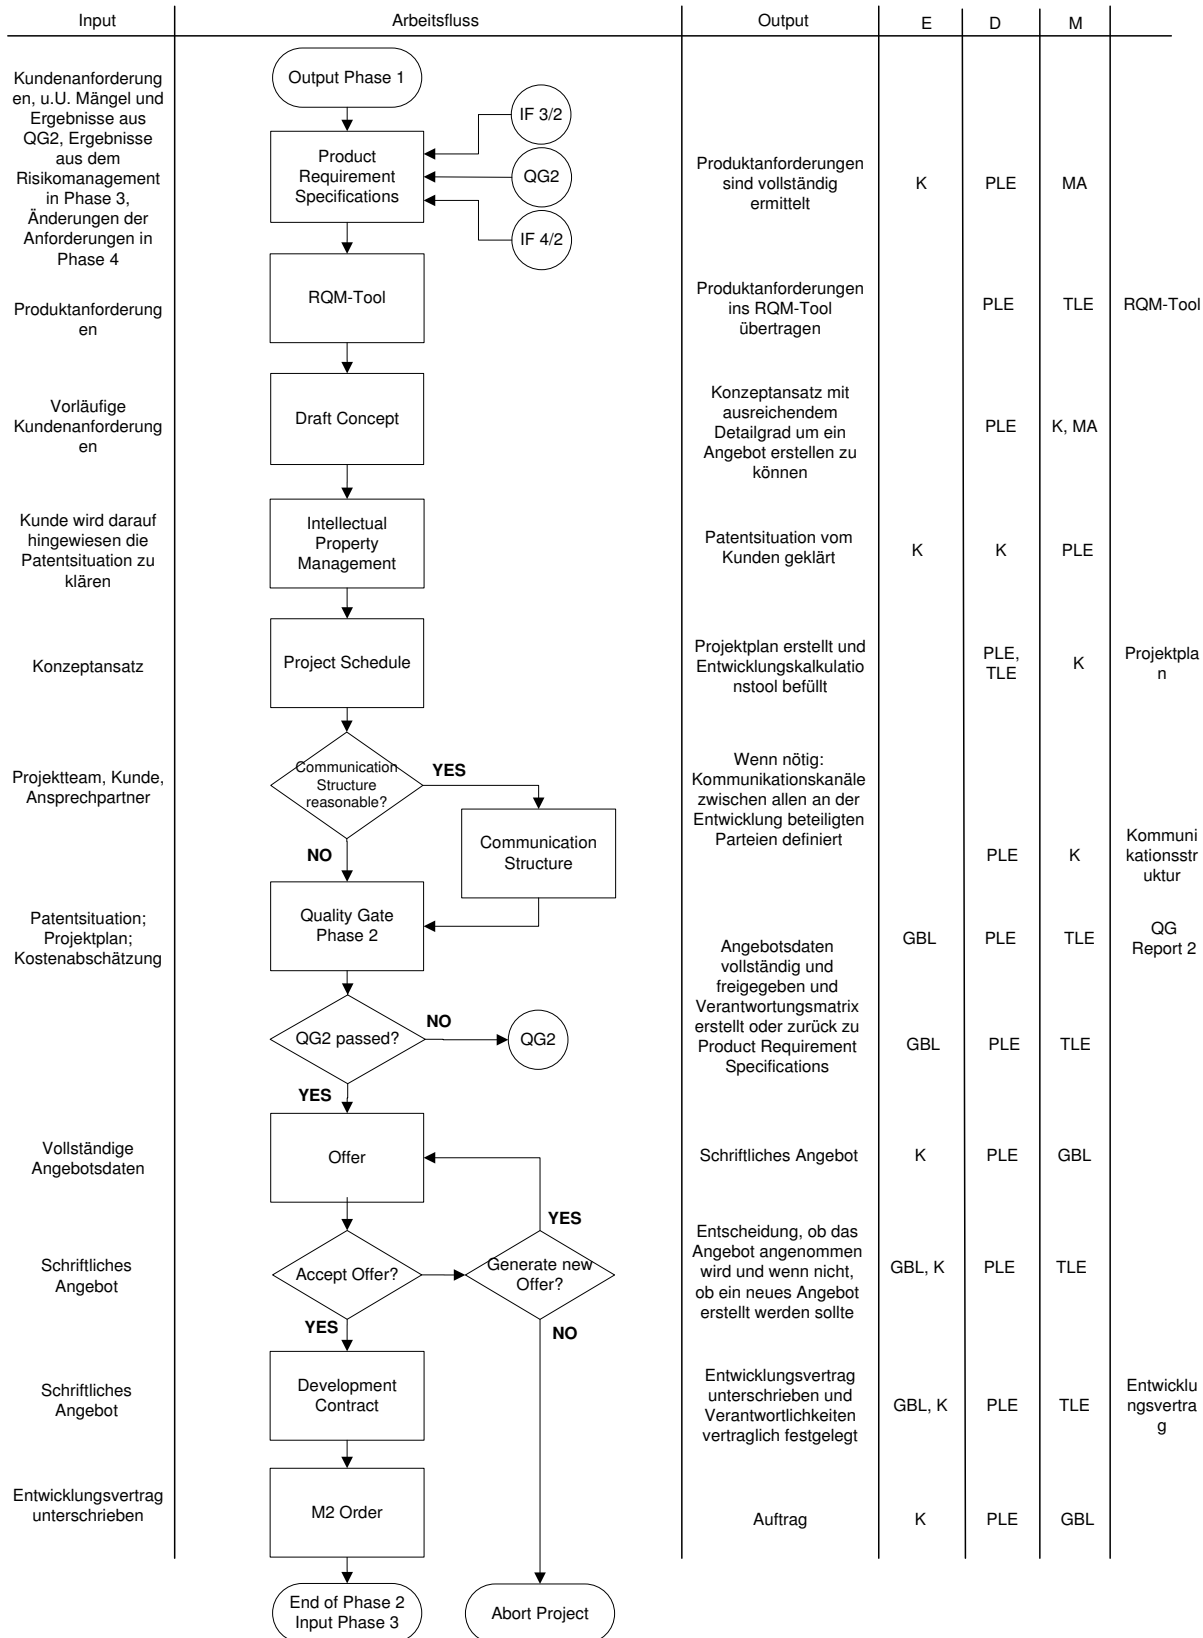 Input
Arbeitsfluss
Output
E
D
M
Kundenanforderung
en, u.U. Mängel und
Ergebnisse aus
QG2, Ergebnisse
aus dem
Risikomanagement
in Phase 3,
Änderungen der
Anforderungen in
Phase 4
Output Phase 1
IF 3/2
Product
Requirement
Specifications
QG2
IF 4/2
Produktanforderungen
sind vollständig
ermittelt
K
PLE
MA
Produktanforderung
en
RQM-Tool
Produktanforderungen
ins RQM-Tool
übertragen
PLE
TLE
RQM-Tool
Vorläufige
Kundenanforderung
en
Draft Concept
Konzeptansatz mit
ausreichendem
Detailgrad um ein
Angebot erstellen zu
können
PLE
K, MA
Kunde wird darauf
hingewiesen die
Patentsituation zu
klären
Intellectual
Property
Management
Patentsituation vom
Kunden geklärt
K
K
PLE
Konzeptansatz
Project Schedule
Projektplan erstellt und
Entwicklungskalkulatio
nstool befüllt
PLE,
TLE
K
Projektpla
n
Projektteam, Kunde,
Ansprechpartner
Communication
Structure
reasonable?
YES
NO
Communication
Structure
Wenn nötig:
Kommunikationskanäle
zwischen allen an der
Entwicklung beteiligten
Parteien definiert
PLE
K
Kommuni
kationsstr
uktur
Patentsituation;
Projektplan;
Kostenabschätzung
Quality Gate
Phase 2
Angebotsdaten
vollständig und
freigegeben und
Verantwortungsmatrix
erstellt oder zurück zu
Product Requirement
Specifications
GBL
PLE
TLE
QG
Report 2
QG2 passed?
NO
QG2
YES
GBL
PLE
TLE
Vollständige
Angebotsdaten
Offer
Schriftliches Angebot
K
PLE
GBL
Schriftliches
Angebot
Accept Offer?
YES
Generate new
Offer?
YES
NO
Entscheidung, ob das
Angebot angenommen
wird und wenn nicht,
ob ein neues Angebot
erstellt werden sollte
GBL, K
PLE
TLE
Schriftliches
Angebot
Development
Contract
Entwicklungsvertrag
unterschrieben und
Verantwortlichkeiten
vertraglich festgelegt
GBL, K
PLE
TLE
Entwicklu
ngsvertra
g
Entwicklungsvertrag
unterschrieben
M2 Order
Auftrag
K
PLE
GBL
End of Phase 2
Input Phase 3
Abort Project